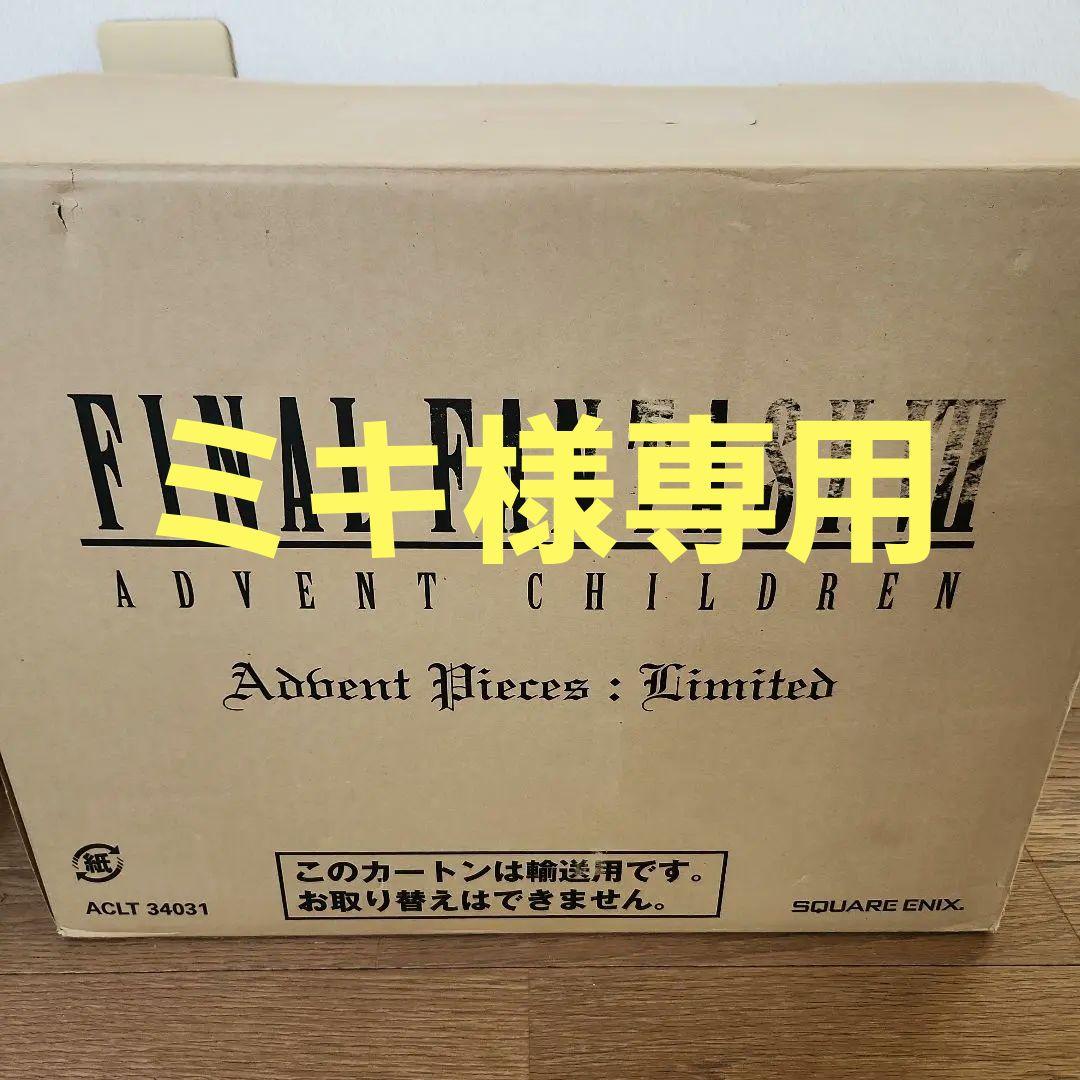 FINAL FANTASY VII
ミキ様専用
ADVENT CHILDREN
Advent Pieces : Limited
紙
このカートンは輸送用です。
お取り替えはできません。
ACLT 34031
SQUARE ENIX.